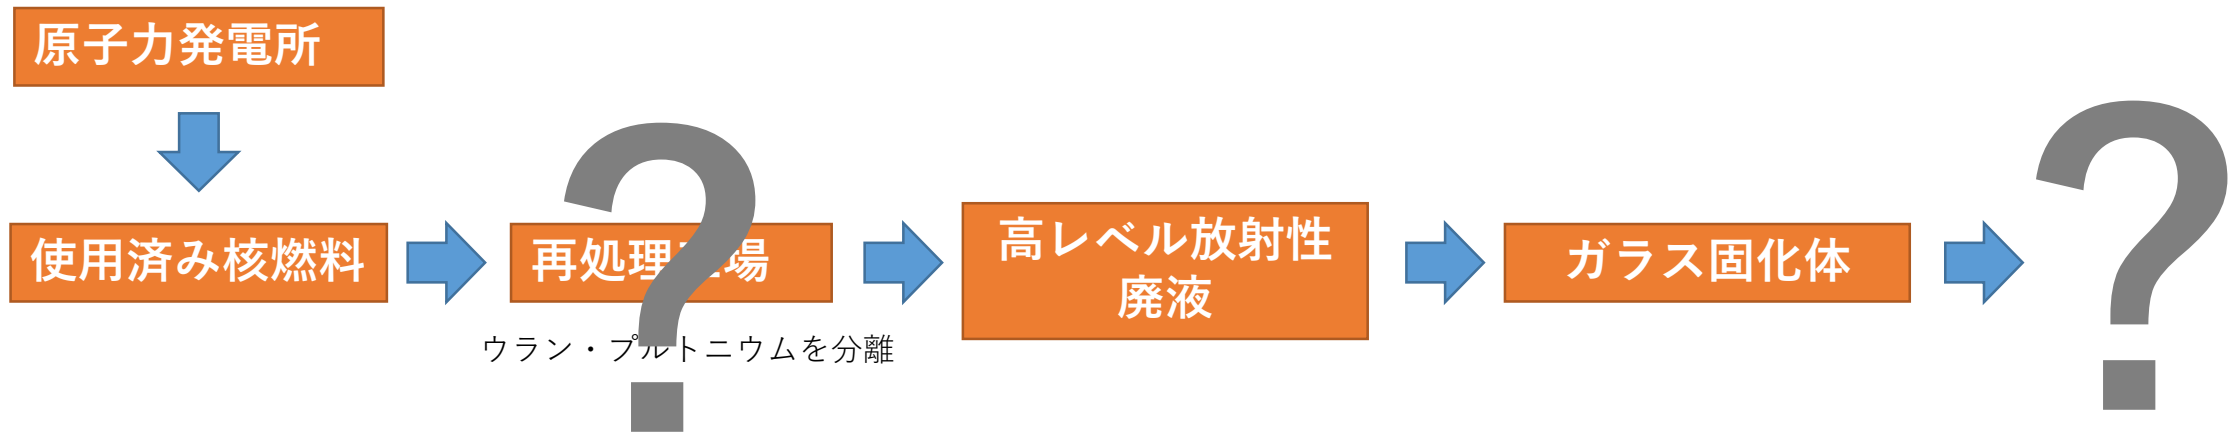 原子力発電所
使用済み核燃料
再処理工場
ウラン・プルトニウムを分離
高レベル放射性
廃液
ガラス固化体
?
?